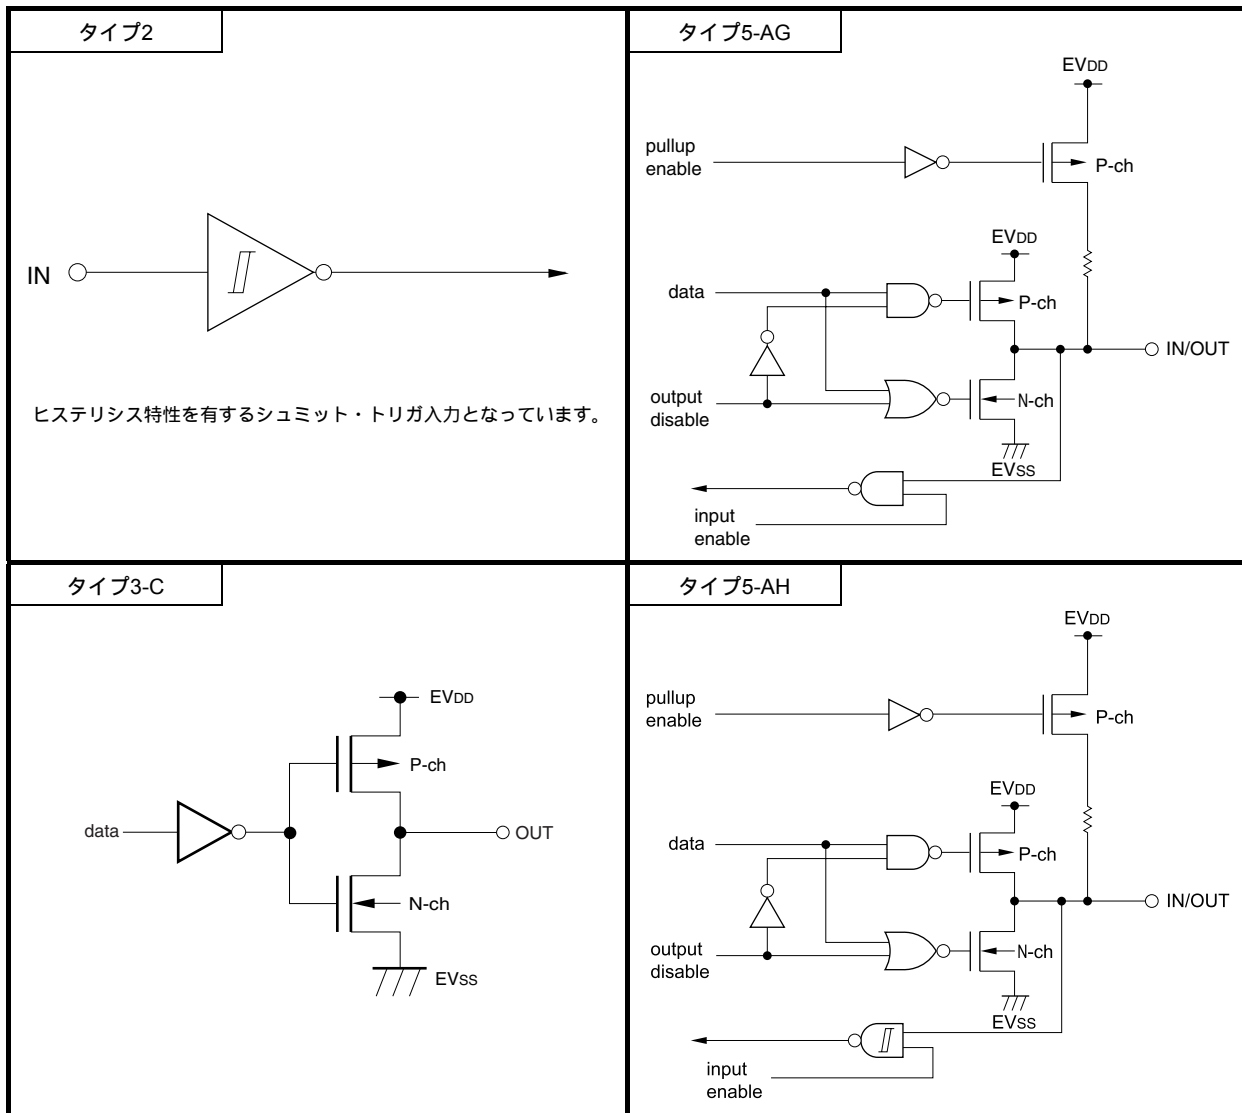 タイプ2
IN
ヒステリシス特性を有するシュミット・トリガ入力となっています。
タイプ5-AG
EVDD
pullup
enable
P-ch
EVDD
data
P-ch
IN/OUT
output
disable
N-ch
EVSS
input
enable
タイプ3-C
EVDD
P-ch
data
OUT
N-ch
EVSS
タイプ5-AH
EVDD
pullup
enable
P-ch
EVDD
data
P-ch
IN/OUT
output
disable
N-ch
EVSS
input
enable